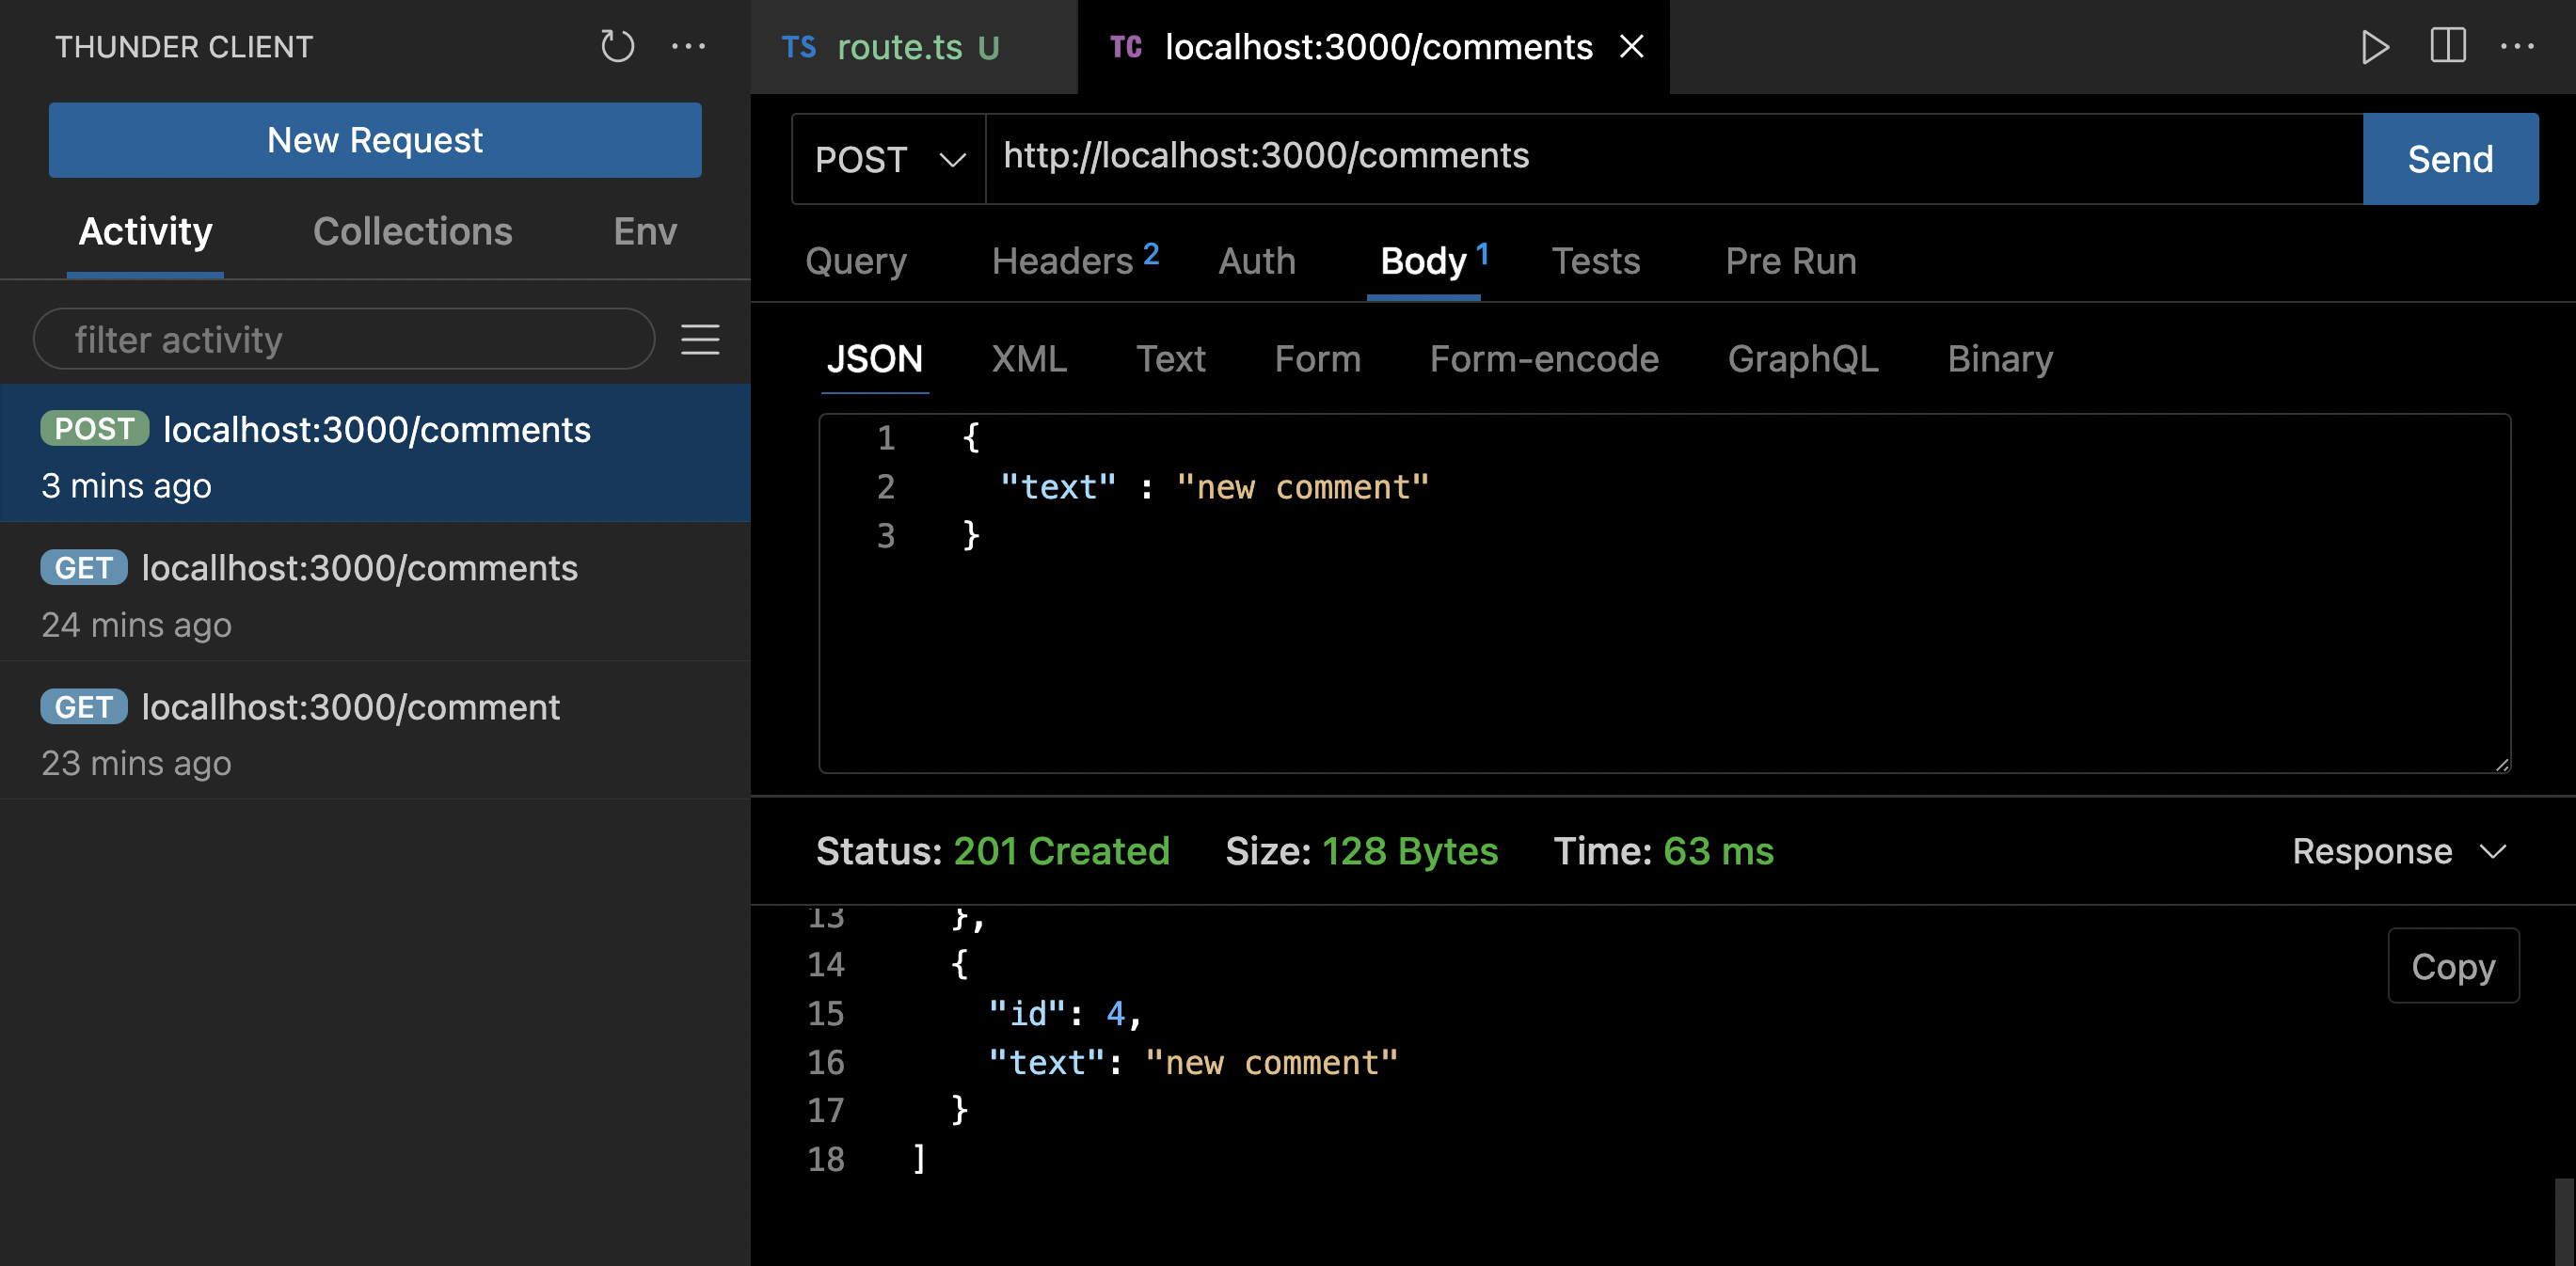 THUNDER CLIENT
New Request
Activity Collections Env
filter activity
POST localhost:3000/comments
3 mins ago
GET locallhost:3000/comments
24 mins ago
GET locallhost:3000/comment
23 mins ago
TS route.ts U
TC localhost:3000/comments
POST http://localhost:3000/comments Send
Query Headers 2 Auth Body 1 Tests Pre Run
JSON XML Text Form Form-encode GraphQL Binary
1 {
2 "text" : "new comment"
3 }
Status: 201 Created Size: 128 Bytes Time: 63 ms Response
13 },
14 {
15 "id": 4,
16 "text": "new comment"
17 }
18 ]
Copy